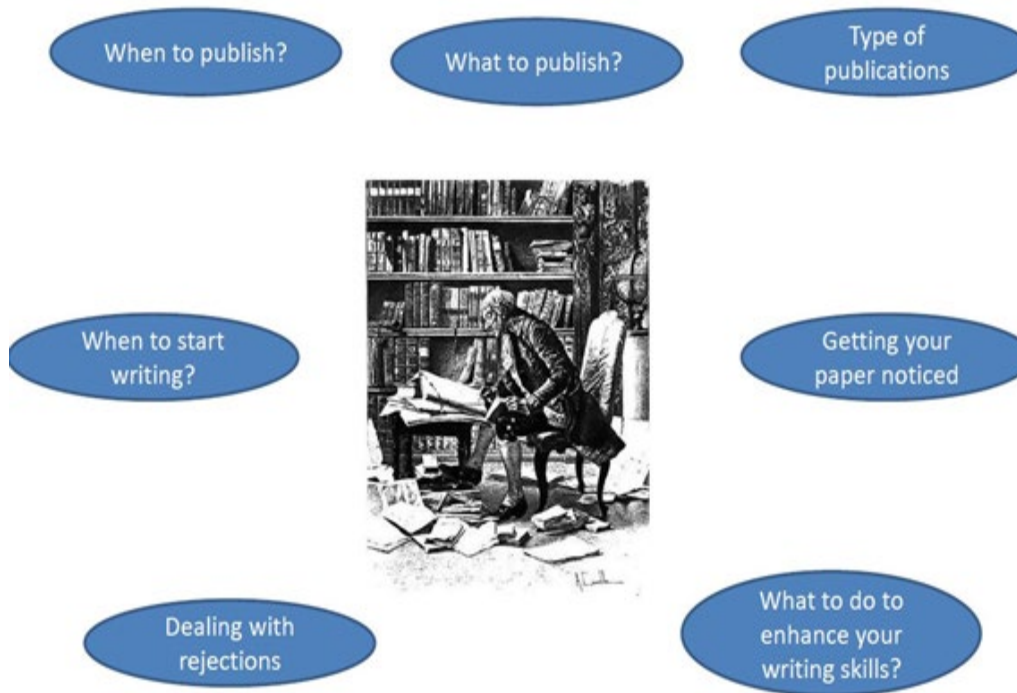 When to publish?
What to publish?
Type of
publications
When to start
writing?
Getting your
paper noticed
Dealing with
rejections
What to do to
enhance your
writing skills?